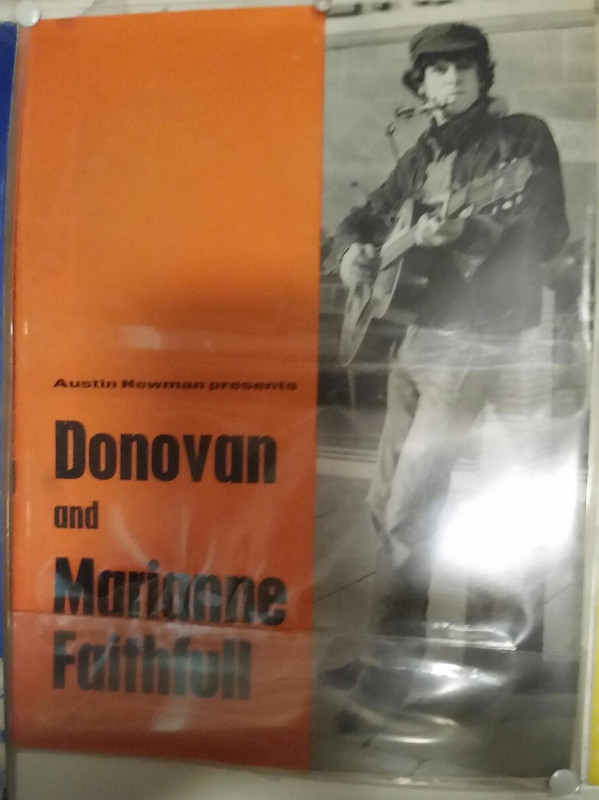 Austin Newman presents
Donovan
and
Marianne
Faithfull